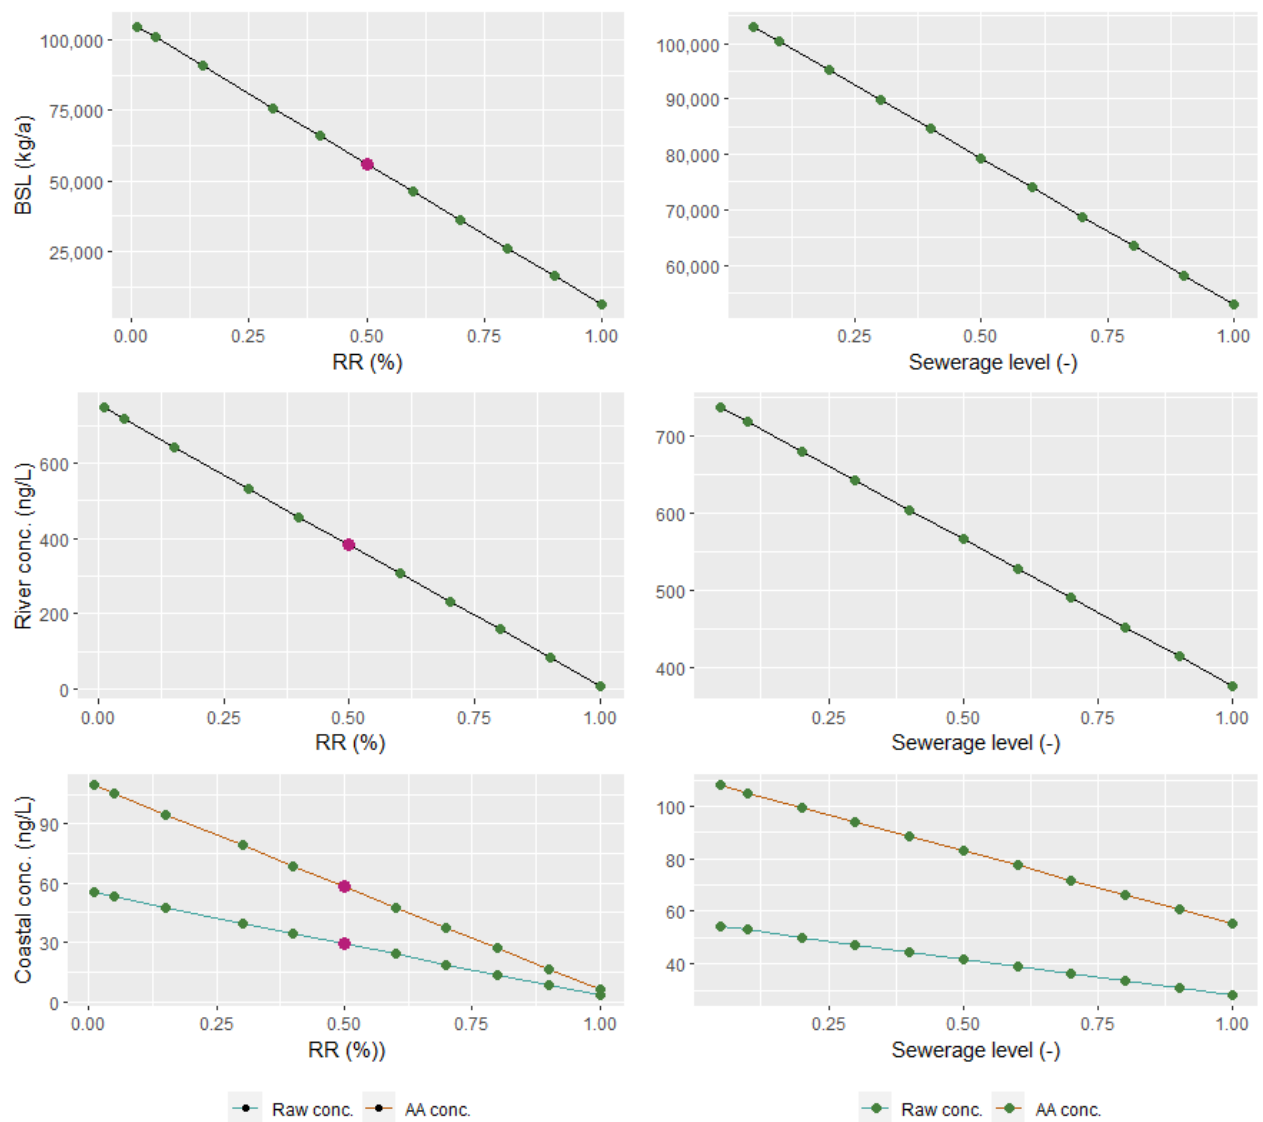 BSL (kg/a)
100,000
75,000
50,000
25,000
0.00 0.25 0.50 0.75 1.00
RR (%)
100,000
90,000
80,000
70,000
60,000
0.25 0.50 0.75 1.00
Sewerage level (-)
River conc. (ng/L)
600
400
200
0
0.00 0.25 0.50 0.75 1.00
RR (%)
700
600
500
400
0.25 0.50 0.75 1.00
Sewerage level (-)
Coastal conc. (ng/L)
90
60
30
0
0.00 0.25 0.50 0.75 1.00
RR (%))
100
80
60
40
0.25 0.50 0.75 1.00
Sewerage level (-)
Raw conc. AA conc.
Raw conc. AA conc.